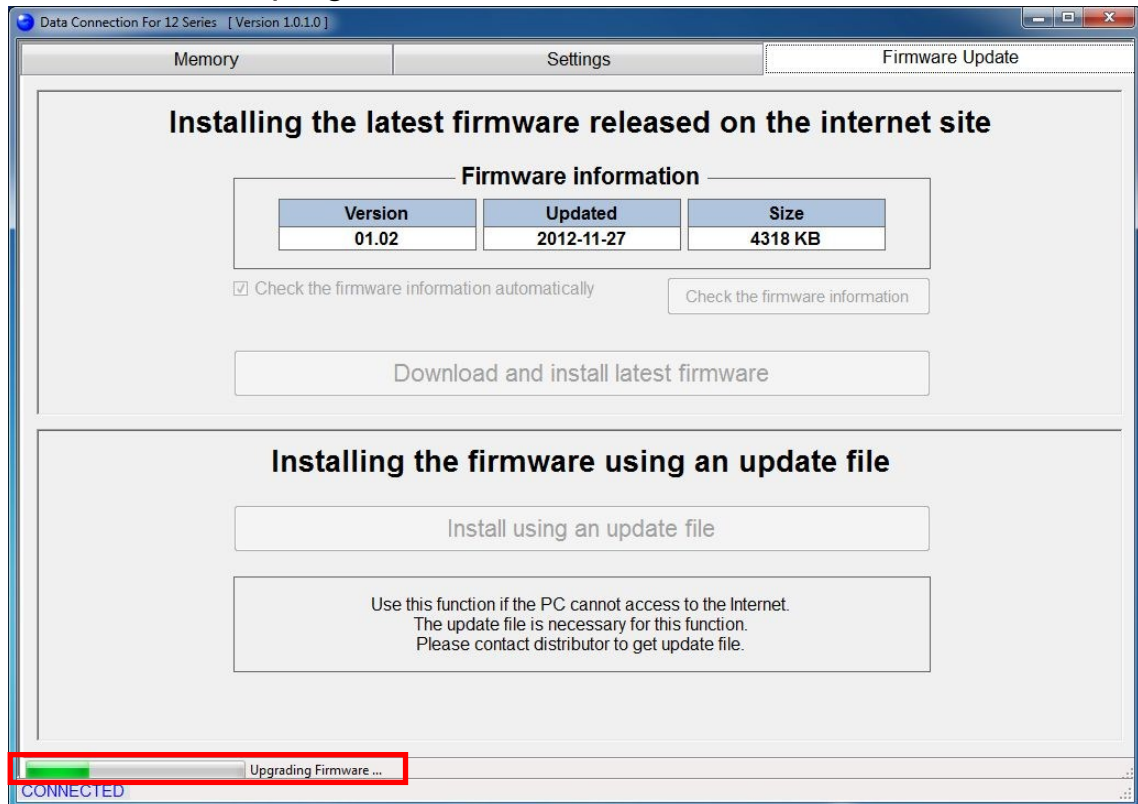 Data Connection For 12 Series [ Version 1.0.1.0 ]
Memory
Settings
Firmware Update
Installing the latest firmware released on the internet site
Firmware information
Version Updated Size
01.02 2012-11-27 4318 KB
Check the firmware information automatically
Check the firmware information
Download and install latest firmware
Installing the firmware using an update file
Install using an update file
Use this function if the PC cannot access to the Internet.
The update file is necessary for this function.
Please contact distributor to get update file.
Upgrading Firmware ...
CONNECTED